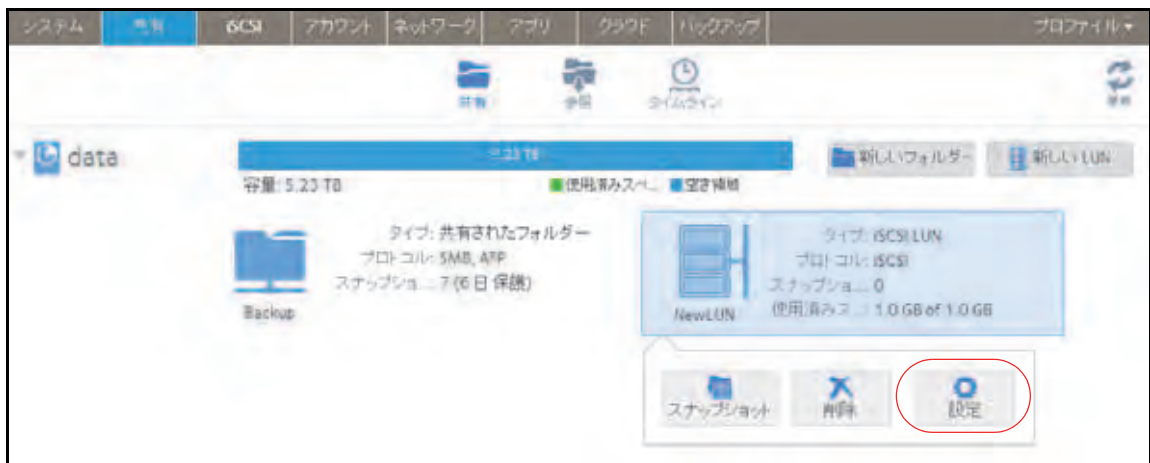 システム 共有 iSCSI アカウント ネットワーク アプリ クラウド バックアップ プロファイル
共有 参照 タイムライン 更新
data
5.23 TB
新しいフォルダー 新しい LUN
容量: 5.23 TB 使用済みスペ... 空き領域
タイプ: 共有されたフォルダー
プロトコル: SMB, AFP
スナップショ...: 7 (6 日 保護)
Backup
タイプ: iSCSI LUN
プロトコル: iSCSI
スナップショ...: 0
使用済みス...: 1.0 GB of 1.0 GB
NewLUN
スナップショット 削除 設定